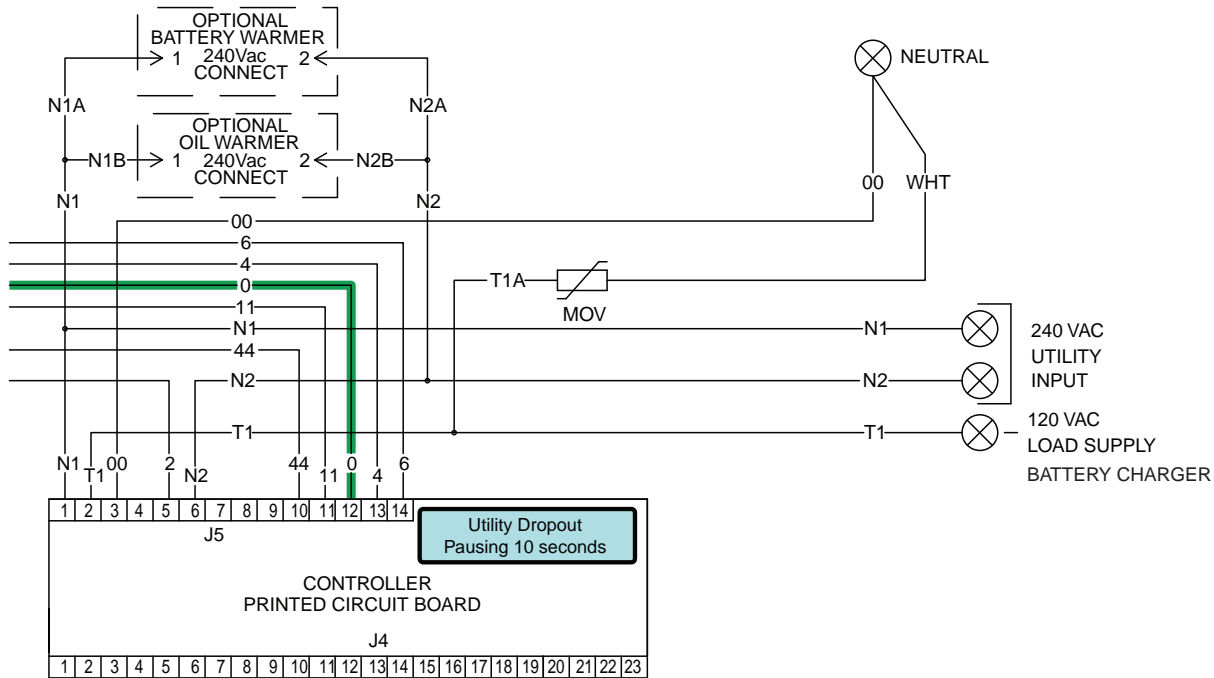 OPTIONAL
BATTERY WARMER
1 240Vac 2
CONNECT
NEUTRAL
N1A
N2A
OPTIONAL
OIL WARMER
N1B 1 240Vac 2 N2B
CONNECT
00 WHT
N1
N2
00
6
4
0
T1A
MOV
11
N1
N1
240 VAC
UTILITY
INPUT
44
N2
N2
T1
T1
120 VAC
LOAD SUPPLY
BATTERY CHARGER
N1 T1 00 2 N2 44 11 0 4 6
1 2 3 4 5 6 7 8 9 10 11 12 13 14
J5
Utility Dropout
Pausing 10 seconds
CONTROLLER
PRINTED CIRCUIT BOARD
J4
1 2 3 4 5 6 7 8 9 10 11 12 13 14 15 16 17 18 19 20 21 22 23